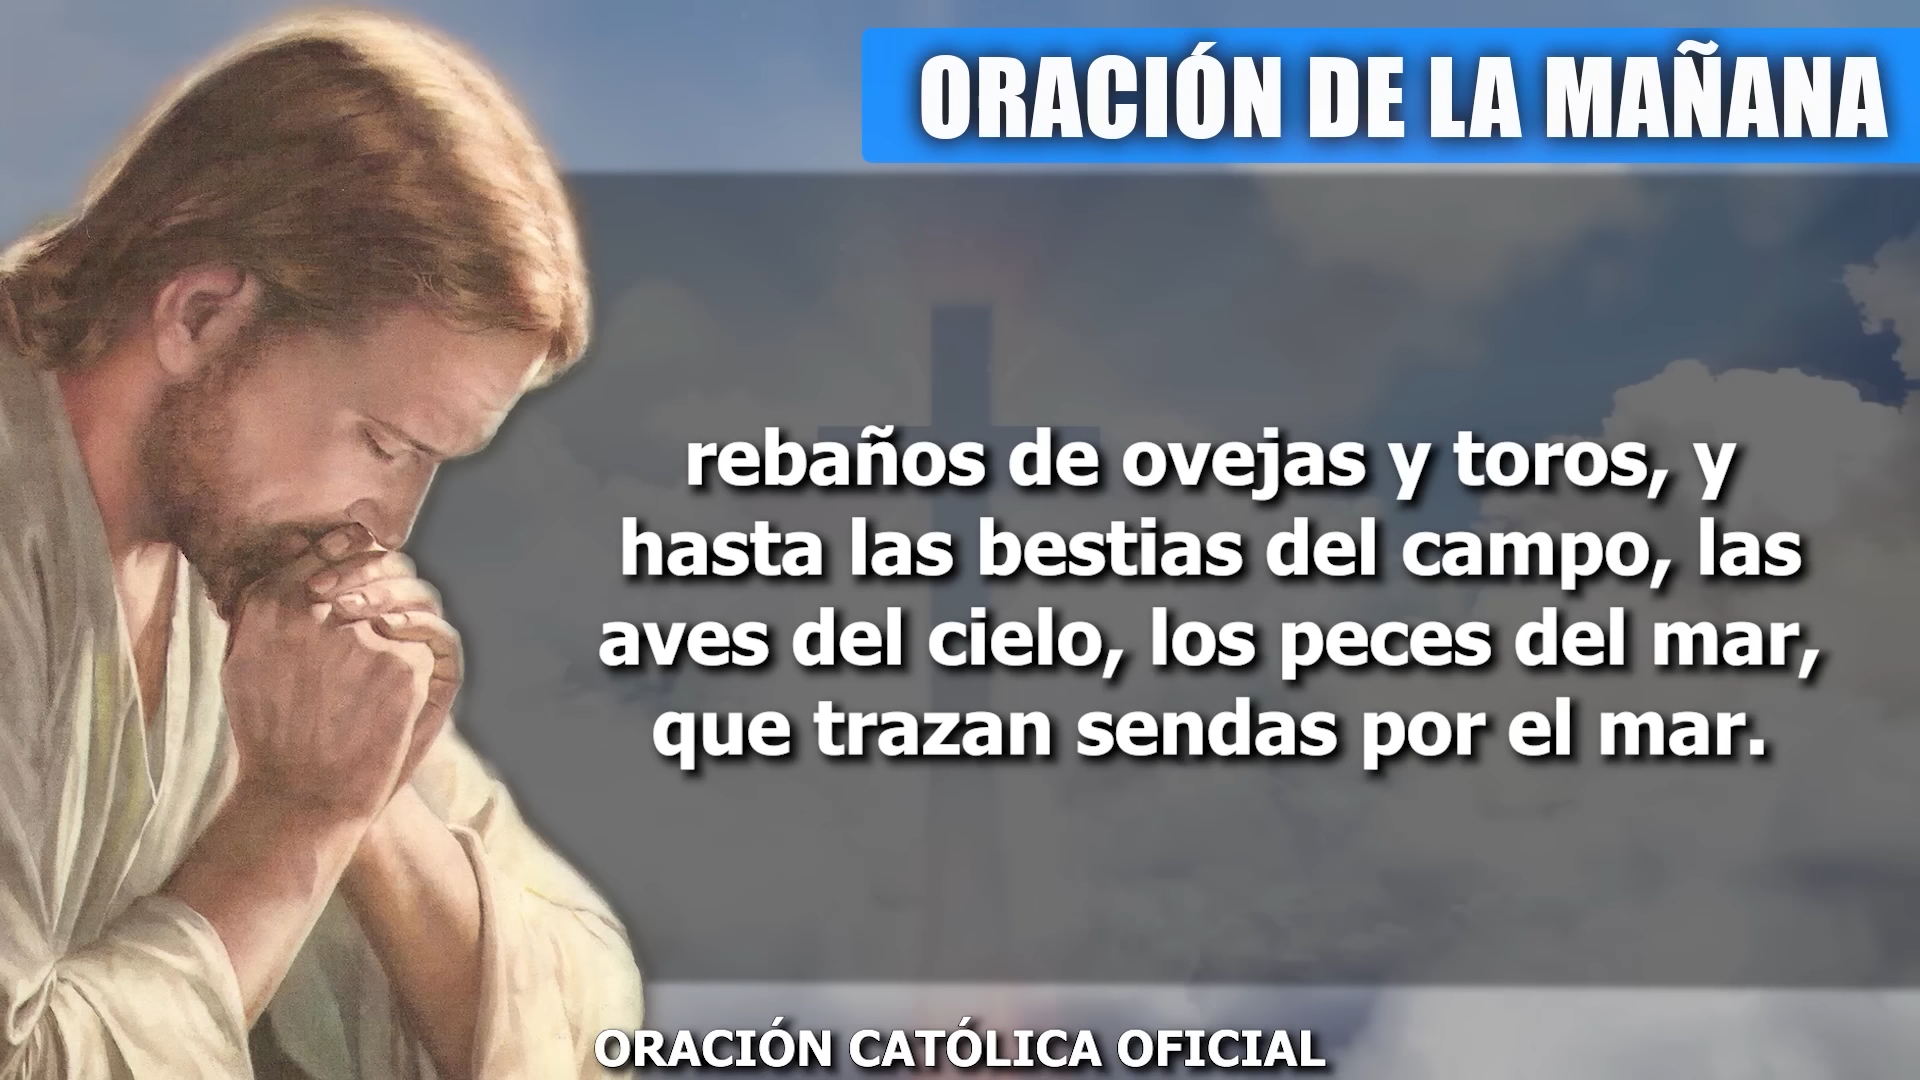 ORACIÓN DE LA MAÑANA
rebaños de ovejas y toros, y
hasta las bestias del campo, las
aves del cielo, los peces del mar,
que trazan sendas por el mar.
ORACIÓN CATÓLICA OFICIAL